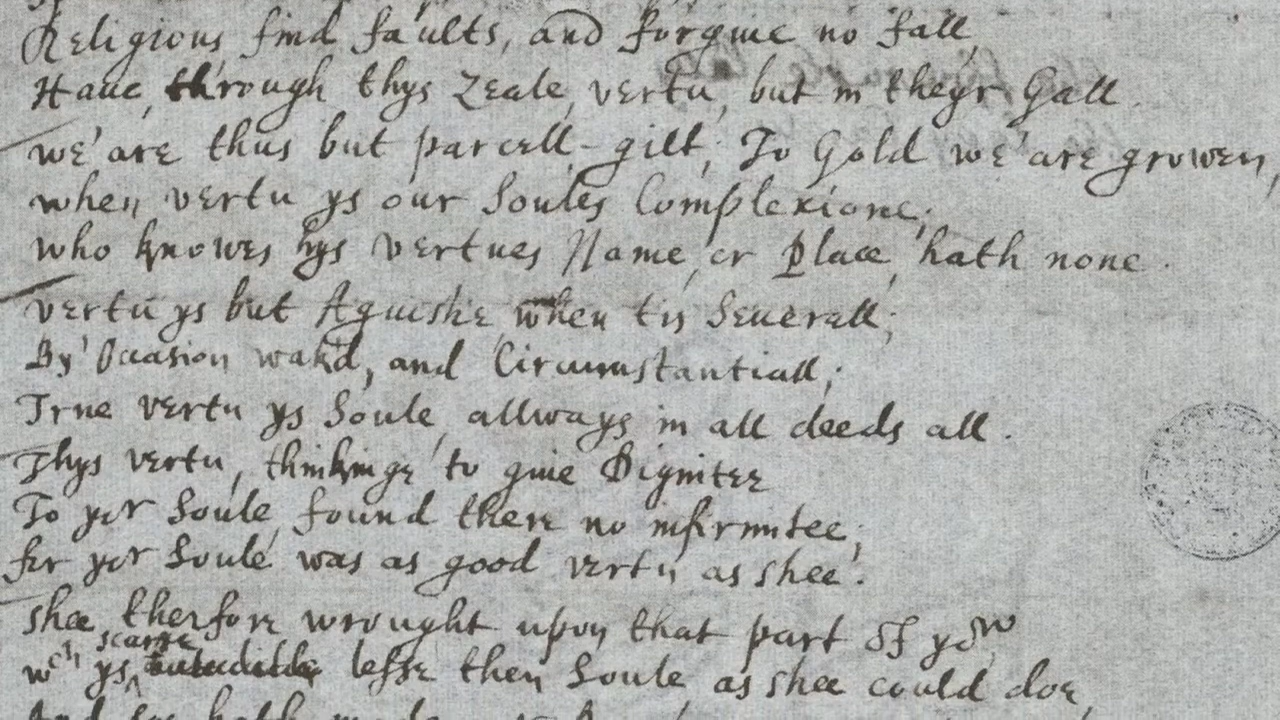 Religious find faults, and forgiue no fall,
Haue, through thys Zeale, vertu, but in theyr Gall.
we'are thus but parcell-gilt; To Gold we'are growen,
when vertu ys our Soules Complexione;
who knowes hys vertues Name, or Place, hath none.
vertu ys but Aguishe, when tis Seuerall;
By'Occasion wak'd, and Circumstantiall;
Trne vertu ys Soule, allways in all deeds all.
Thys vertu, thinkinge to giue Dignitee
To yor Soule, found there no infirmitee;
for yor Soule was as good vertu as shee.
shee therfore wrought upon that part of yow,
wch ys scarse lesse then Soule, as shee could doe,